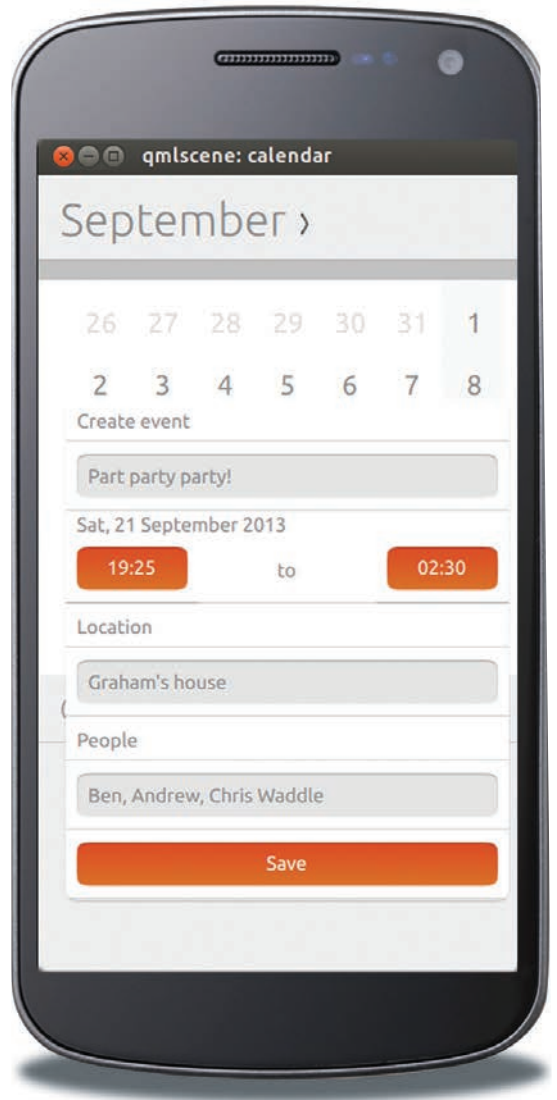 qmlscene: calendar
September ›
26 27 28 29 30 31 1
2 3 4 5 6 7 8
Create event
Part party party!
Sat, 21 September 2013
19:25 to 02:30
Location
Graham's house
People
Ben, Andrew, Chris Waddle
Save